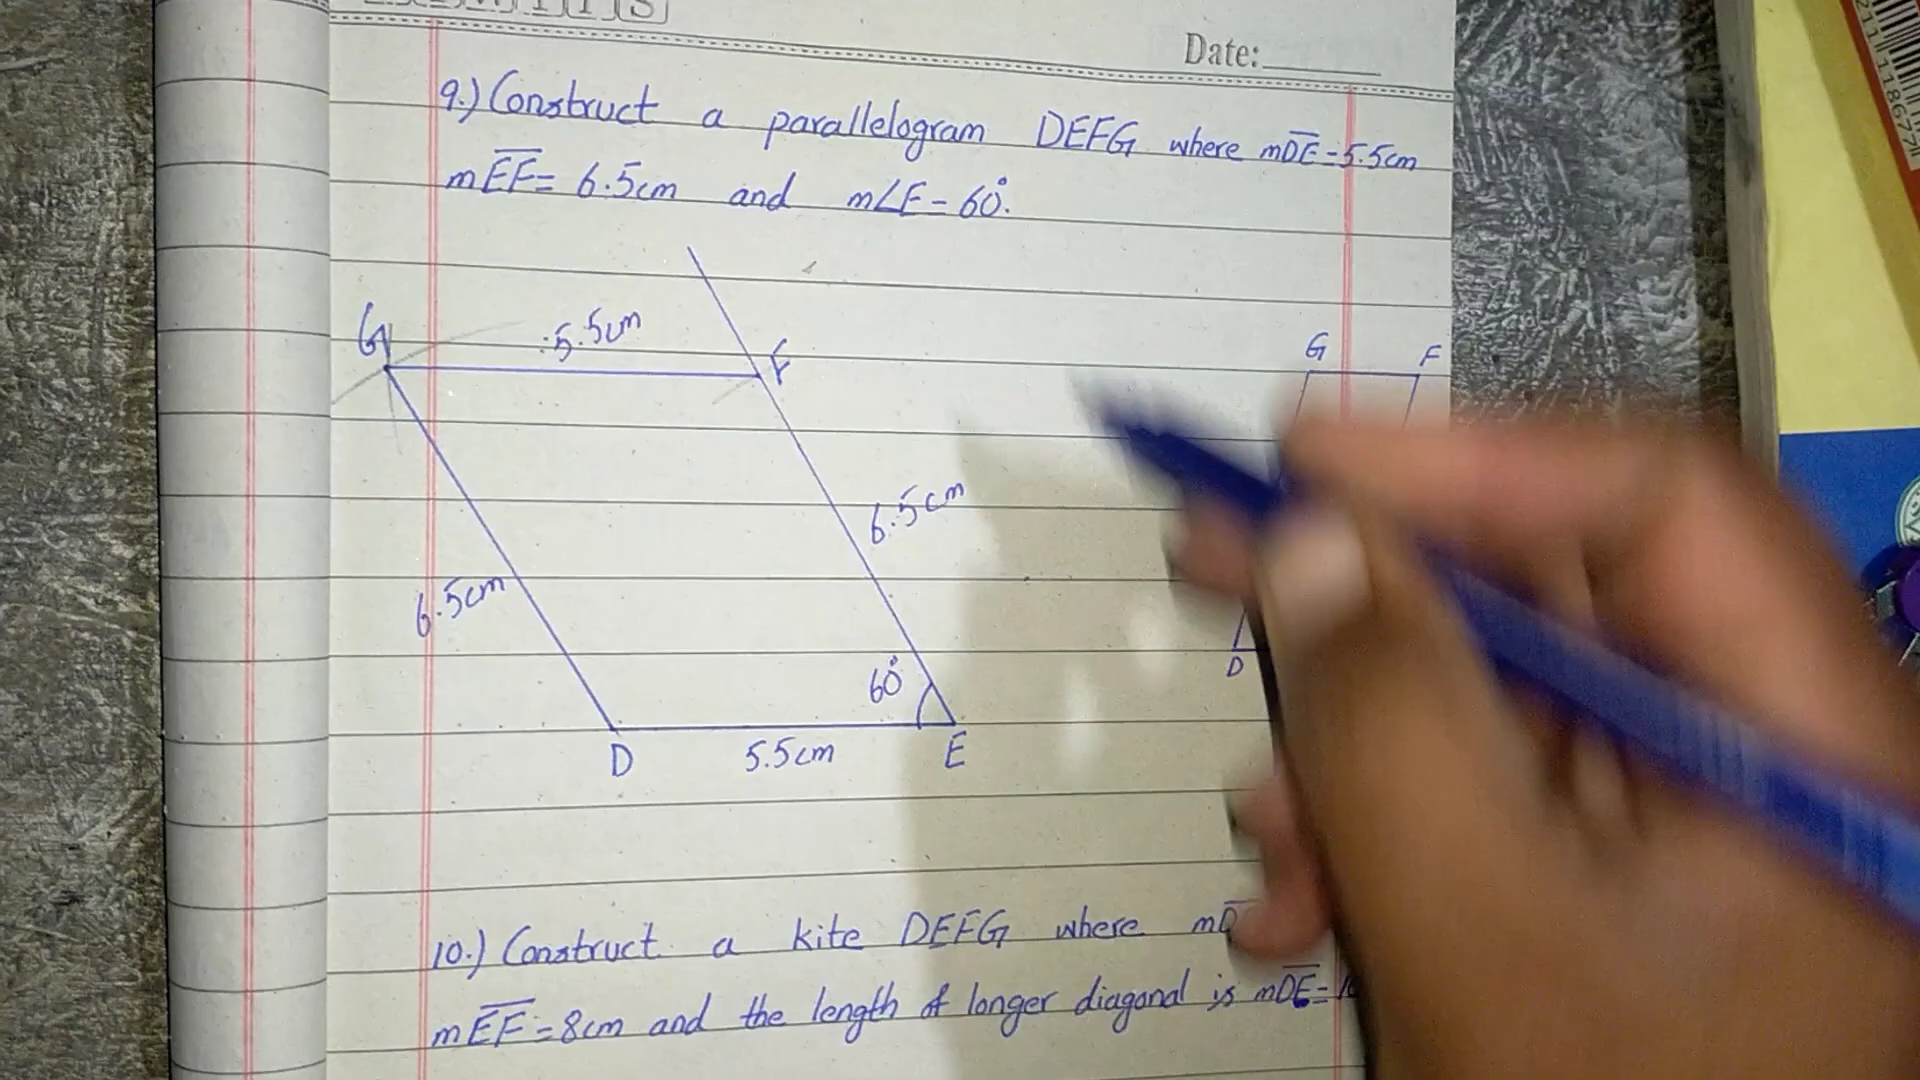 Date:
9.) Construct a parallelogram DEFG where mDE=5.5cm
mEF= 6.5cm and m∠E=60°.
G 5.5cm F
G F
6.5cm
6.5cm
60°
D
D 5.5cm E
10.) Construct a kite DEFG where
mEF=8cm and the length of longer diagonal is mDE=